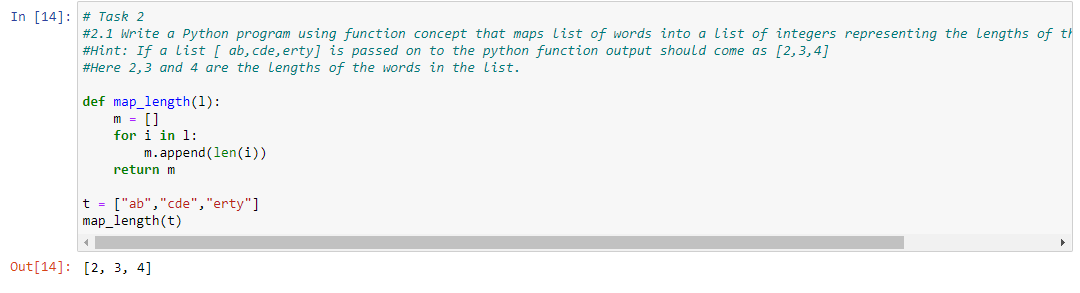 In [14]: # Task 2
#2.1 Write a Python program using function concept that maps list of words into a list of integers representing the lengths of
#Hint: If a list [ ab,cde,erty] is passed on to the python function output should come as [2,3,4]
#Here 2,3 and 4 are the lengths of the words in the list.
def map_length(l):
    m = []
    for i in l:
        m.append(len(i))
    return m
t = ["ab","cde","erty"]
map_length(t)
Out[14]: [2, 3, 4]